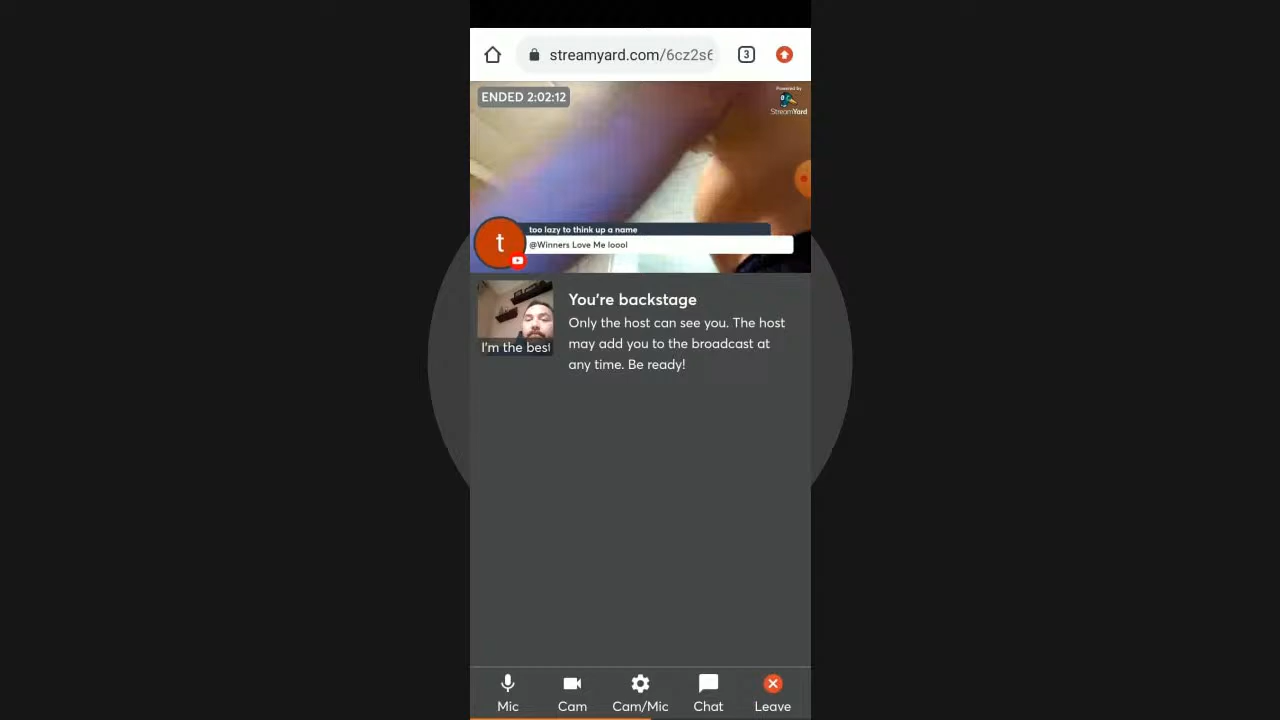 streamyard.com/6cz2s6
3
ENDED 2:02:12
Powered by
StreamYard
too lazy to think up a name
t
@Winners Love Me loool
You're backstage
Only the host can see you. The host
may add you to the broadcast at
any time. Be ready!
I'm the best
Mic
Cam
Cam/Mic
Chat
Leave